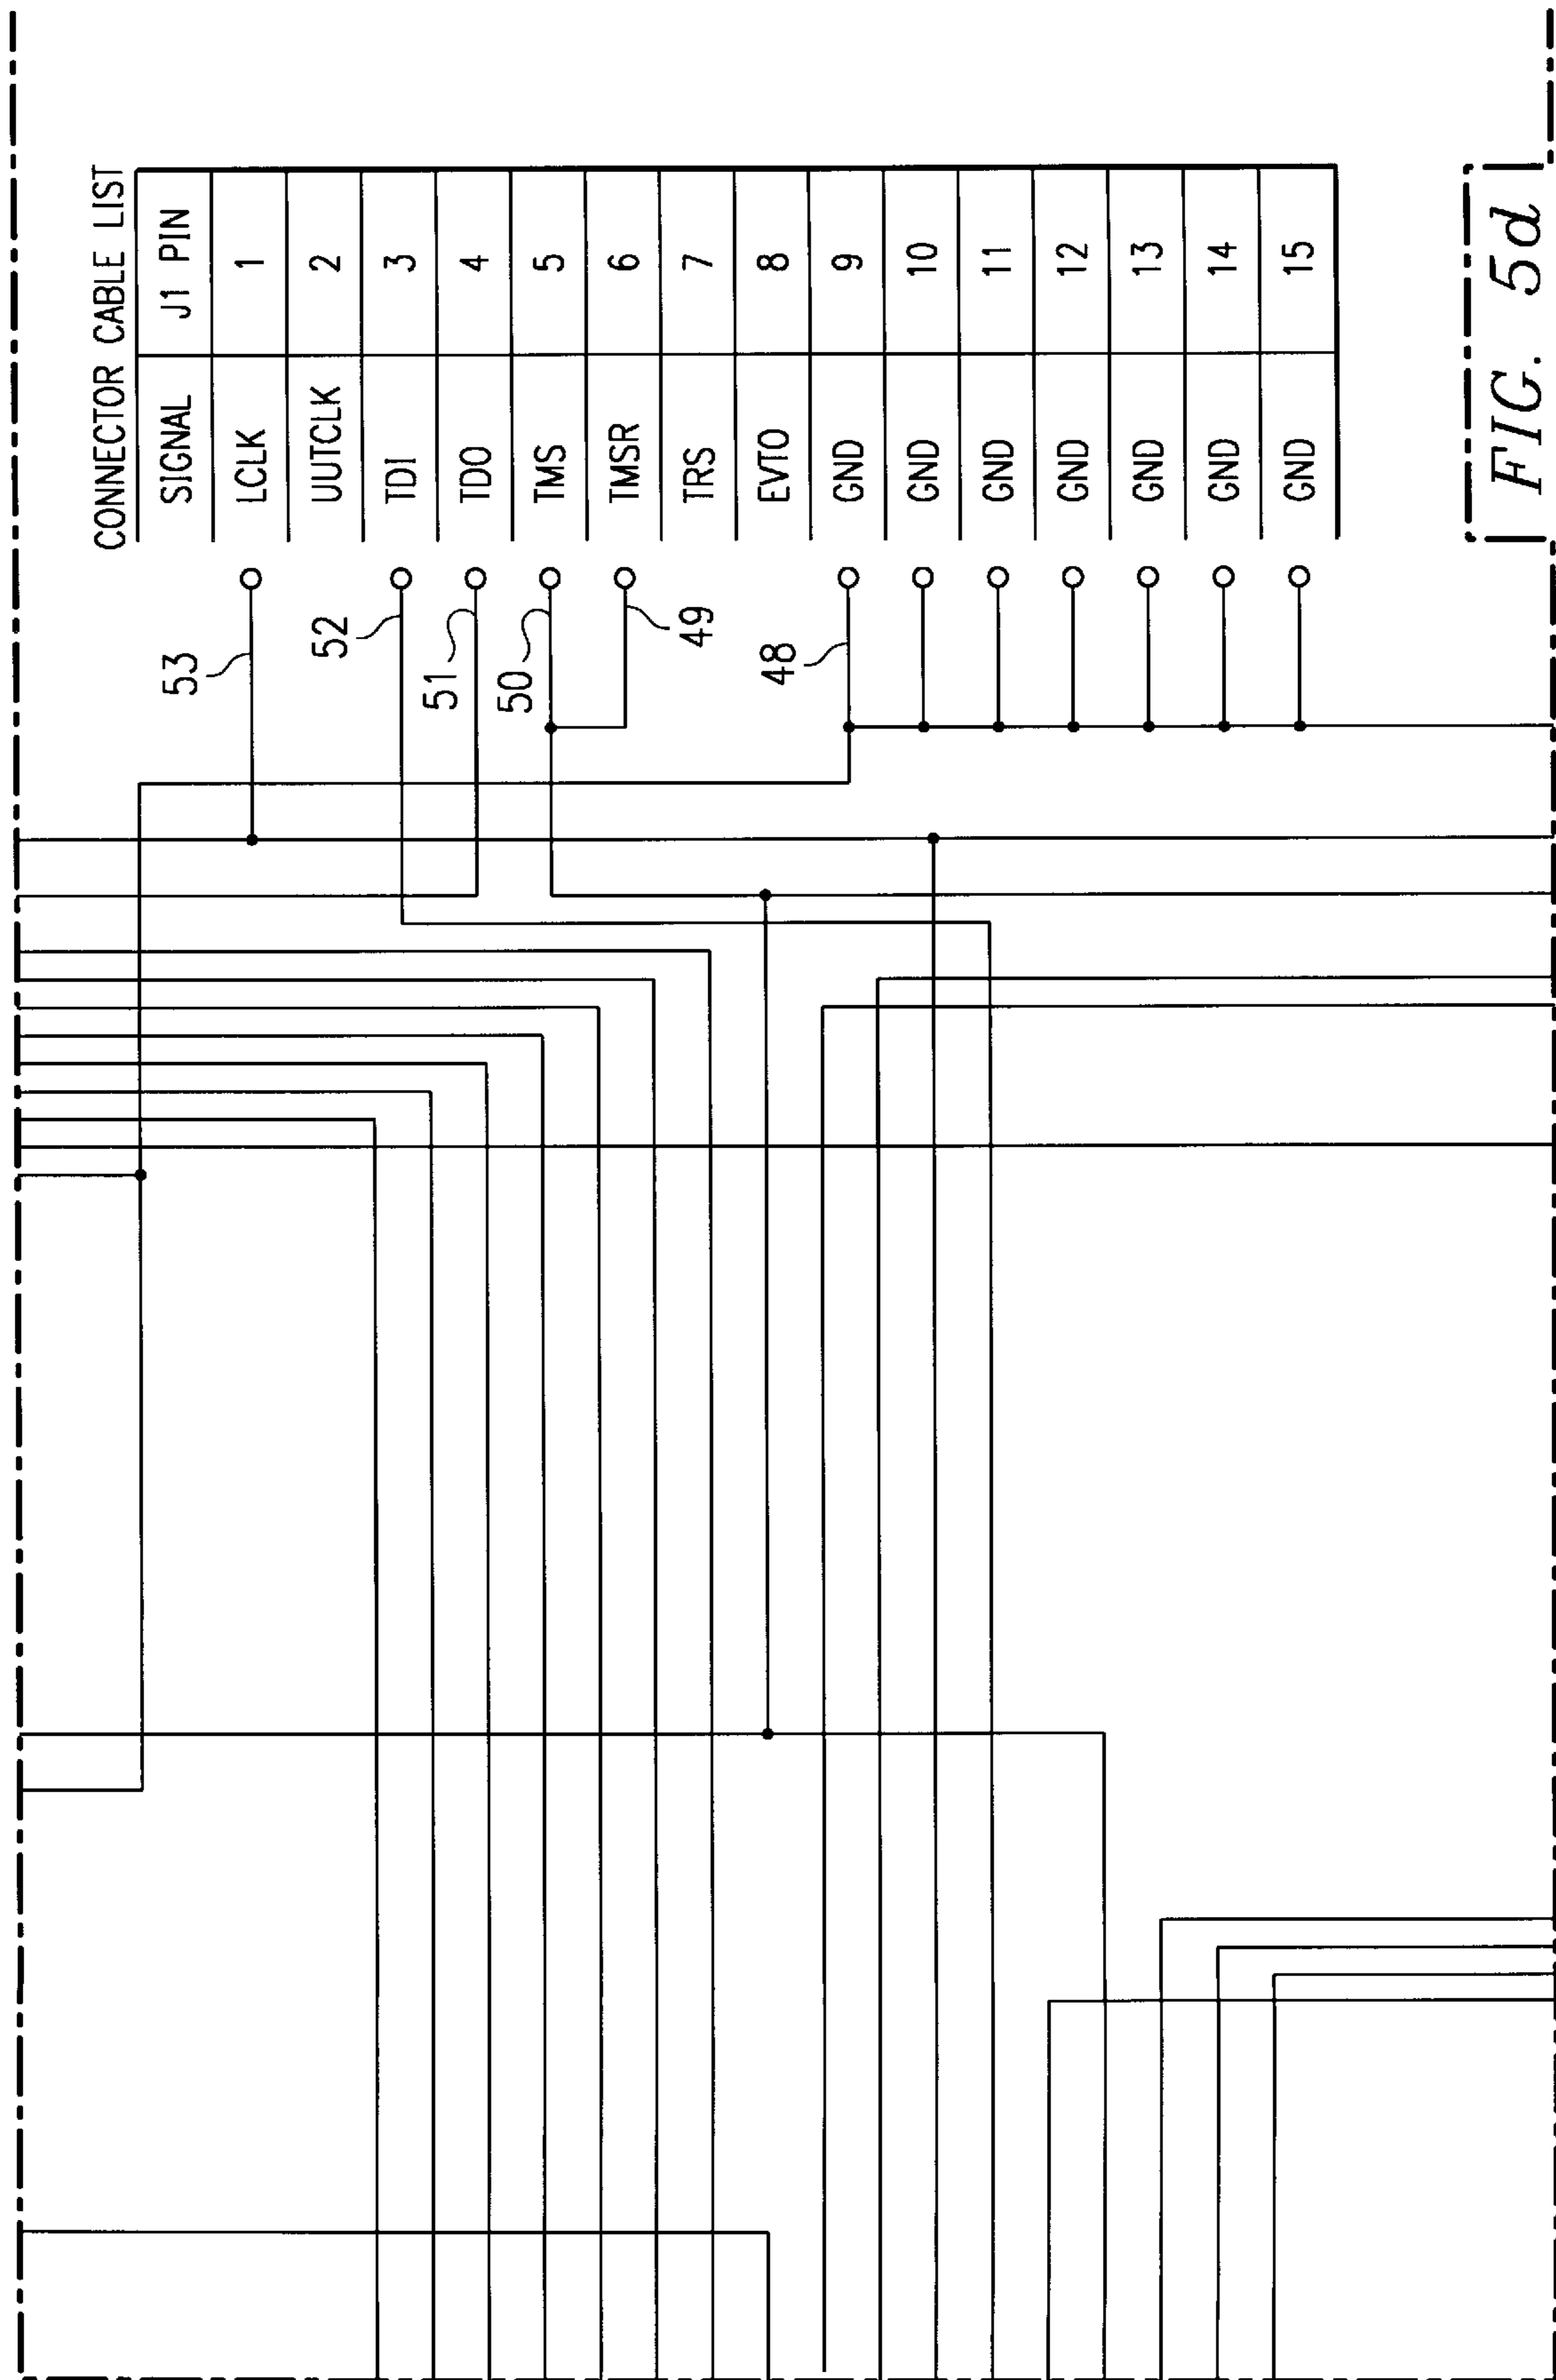 CONNECTOR CABLE LIST
SIGNAL J1 PIN
LCLK 1
UUTCLK 2
TDI 3
TDO 4
TMS 5
TMSR 6
TRS 7
EVTO 8
GND 9
GND 10
GND 11
GND 12
GND 13
GND 14
GND 15
53
52
51
50
49
48
FIG. 5d